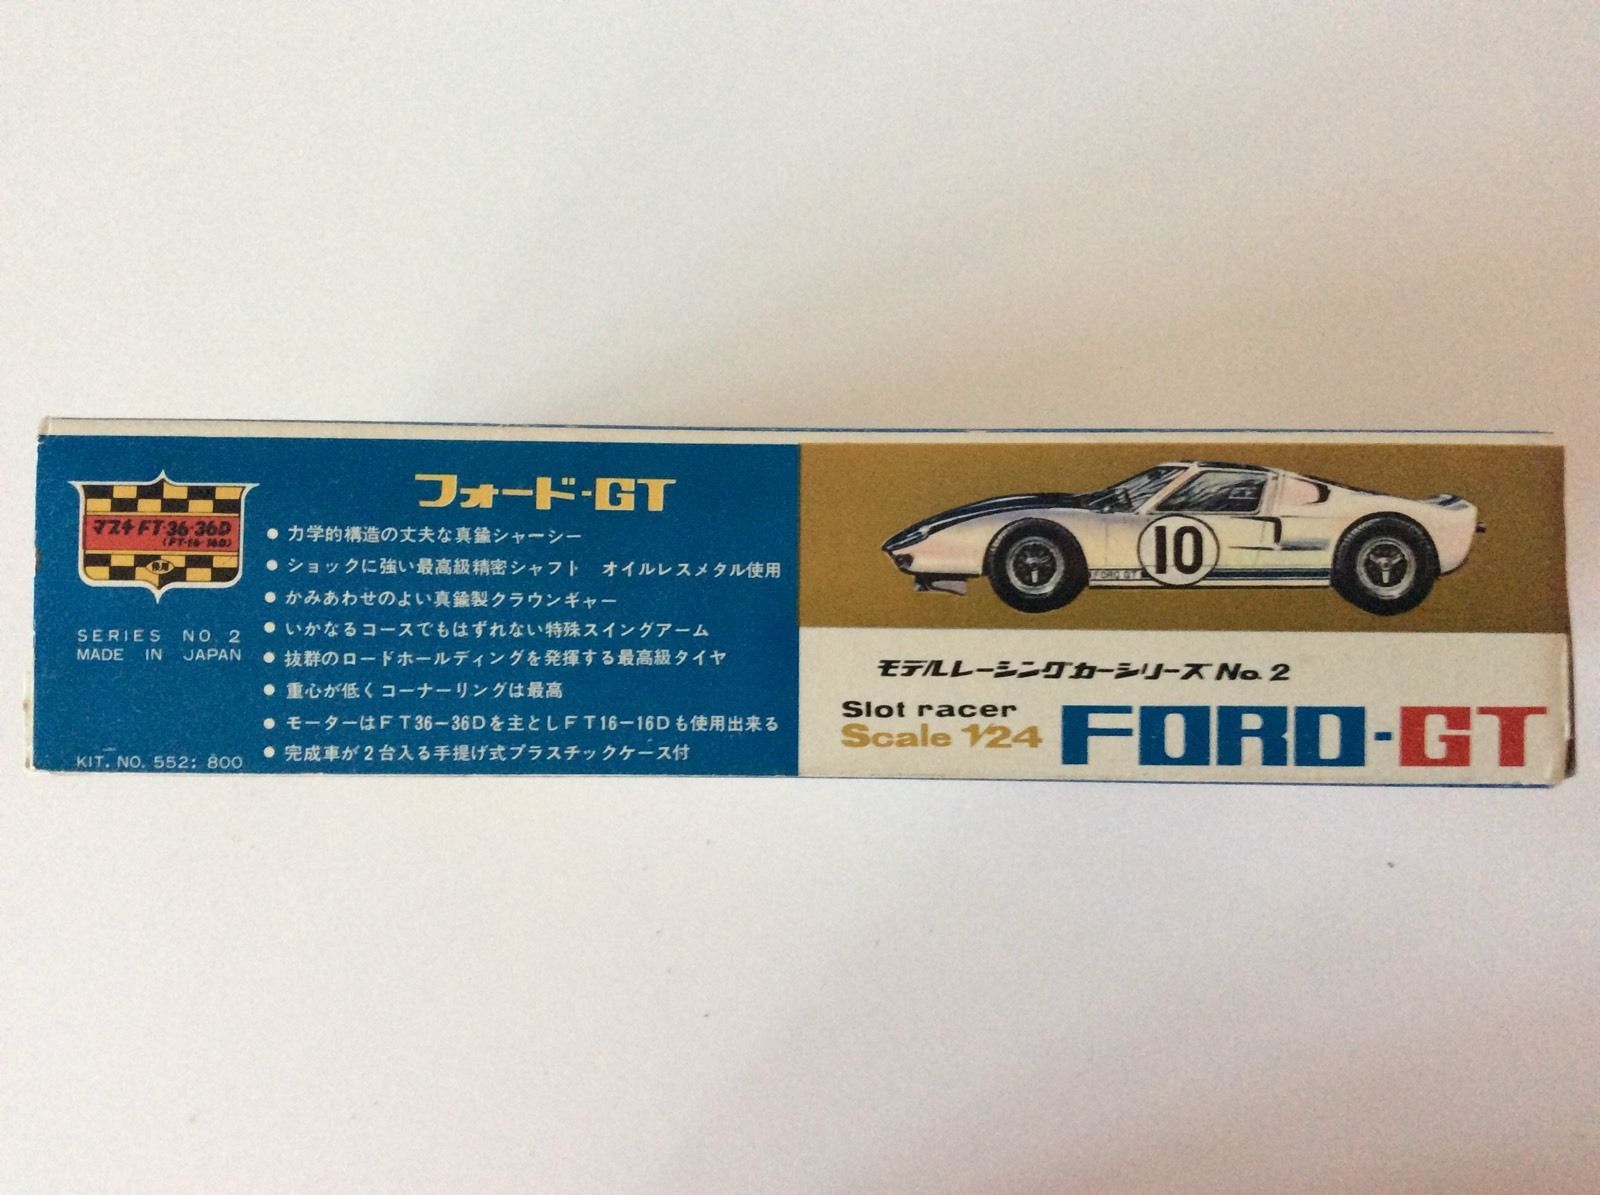 マブチ FT-36-36D
(FT-16-16D)
使用
SERIES NO. 2
MADE IN JAPAN
KIT. NO. 552: 800
フォード-GT
●力学的構造の丈夫な真鍮シャーシー
● ショックに強い最高級精密シャフト オイルレスメタル使用
● かみあわせのよい真鍮製クラウンギャー
● いかなるコースでもはずれない特殊スイングアーム
● 抜群のロードホールディングを発揮する最高級タイヤ
● 重心が低くコーナーリングは最高
● モーターはFT36-36Dを主としFT16-16Dも使用出来る
● 完成車が2台入る手提げ式プラスチックケース付
10
FORD GT
モデルレーシングカーシリーズ No. 2
Slot racer
Scale 1/24
FORD-GT